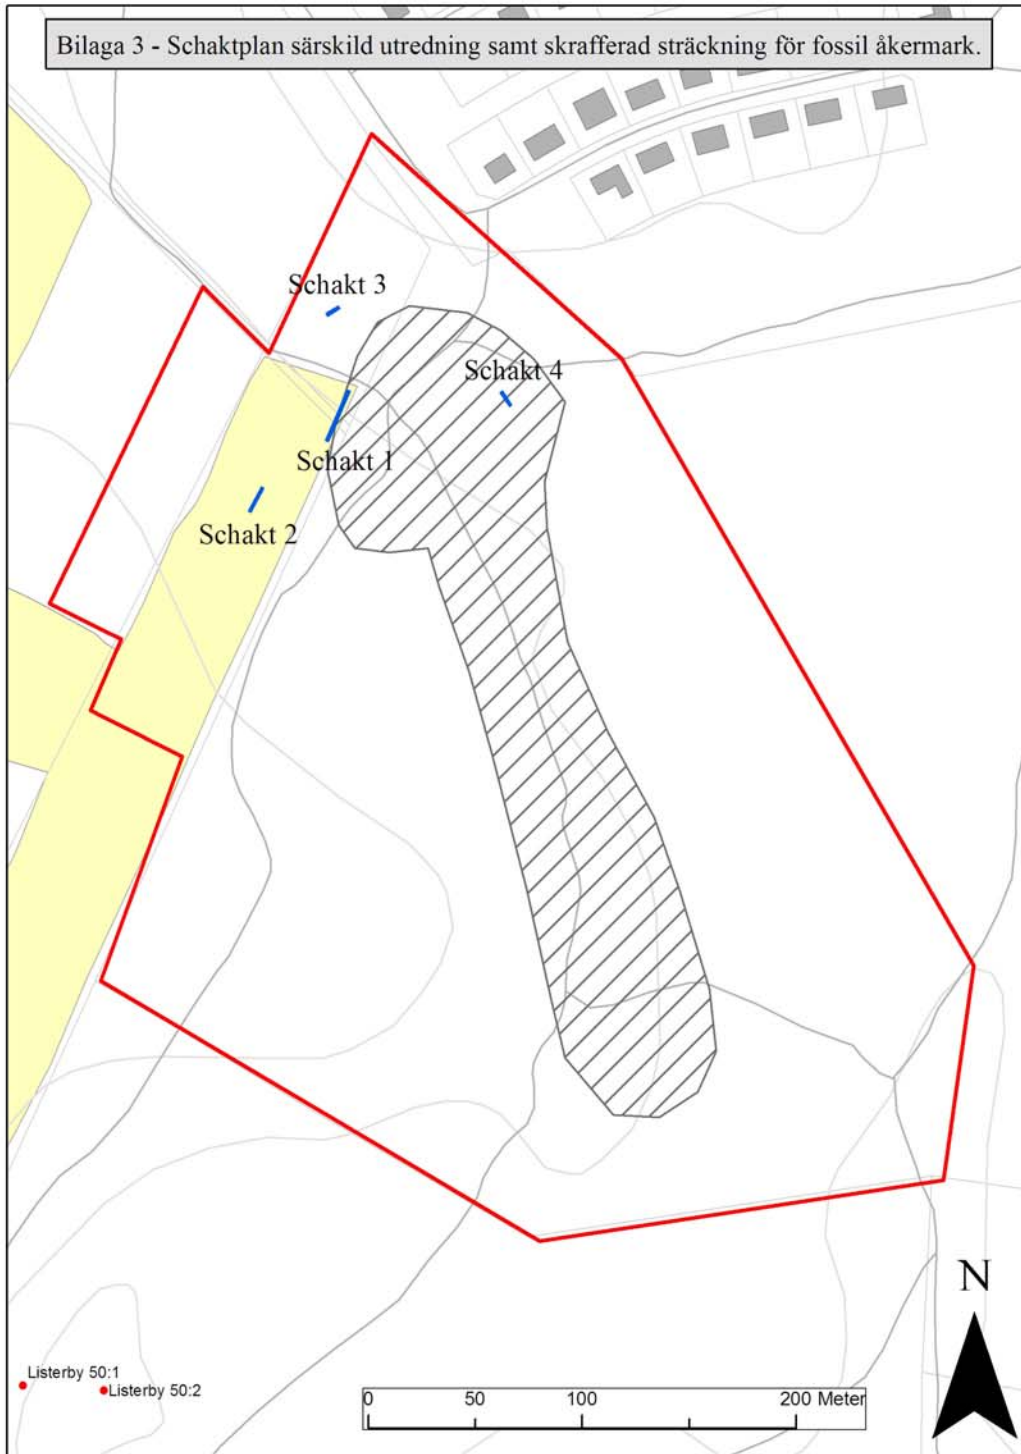 Bilaga 3 - Schaktplan särskild utredning samt skrafferad sträckning för fossil åkermark.
Schakt 3
Schakt 4
Schakt 1
Schakt 2
N
Listerby 50:1
Listerby 50:2
0 50 100 200 Meter